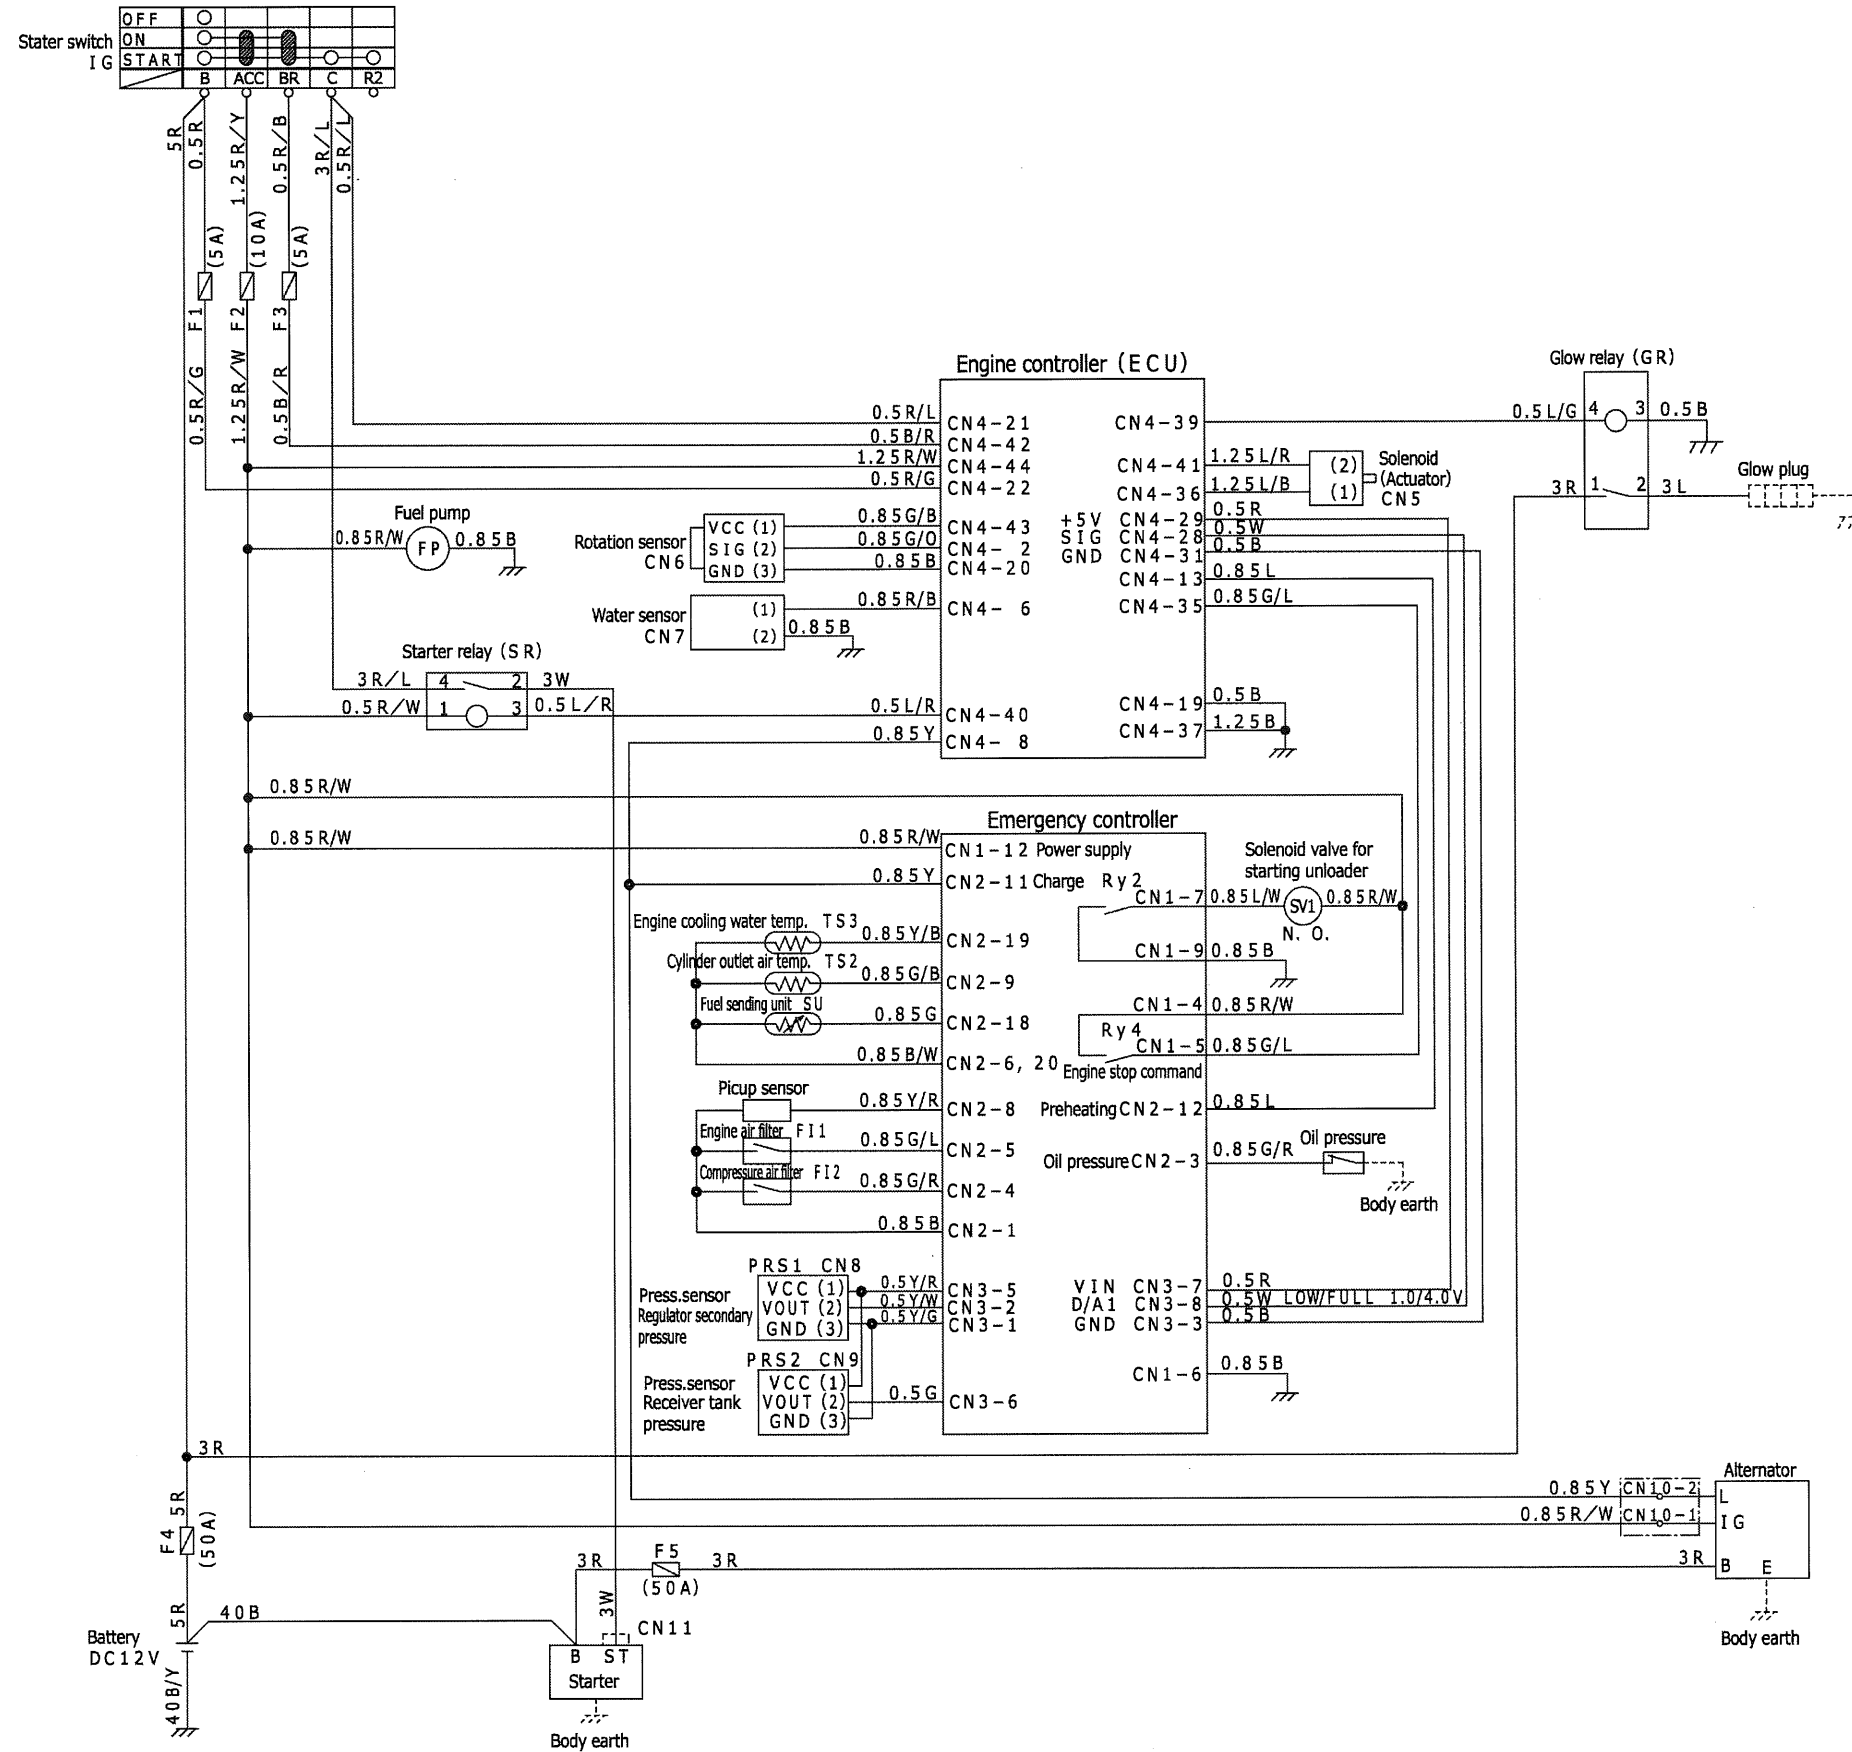 Stater switch
IG
OFF
ON
START
B ACC BR C R2
5R
0.5R
1.25R/Y
0.5R/B
3R/L
0.5R/L
(5A)
(10A)
(5A)
F1
F2
F3
0.5R/G
1.25R/W
0.5B/R
Engine controller (ECU)
0.5R/L CN4-21
0.5B/R CN4-42
1.25R/W CN4-44
0.5R/G CN4-22
0.85G/B CN4-43
0.85G/O CN4- 2
0.85B CN4-20
0.85R/B CN4- 6
0.5L/R CN4-40
0.85Y CN4- 8
CN4-39 0.5L/G
CN4-41 1.25L/R
CN4-36 1.25L/B
+5V CN4-29 0.5R
SIG CN4-28 0.5W
GND CN4-31 0.5B
CN4-13 0.85L
CN4-35 0.85G/L
CN4-19 0.5B
CN4-37 1.25B
(2)
(1)
Solenoid
(Actuator)
CN5
Glow relay (GR)
4 3 0.5B
3R 1 2 3L
Glow plug
Fuel pump
0.85R/W FP 0.85B
Rotation sensor
CN6
VCC (1)
SIG (2)
GND (3)
Water sensor
CN7
(1)
(2) 0.85B
Starter relay (SR)
3R/L 4 2 3W
0.5R/W 1 3 0.5L/R
0.85R/W
0.85R/W
Emergency controller
0.85R/W CN1-12 Power supply
0.85Y CN2-11 Charge Ry2
CN1-7 0.85L/W SV1 0.85R/W
N. O.
Solenoid valve for
starting unloader
CN1-9 0.85B
CN1-4 0.85R/W
Ry4
CN1-5 0.85G/L
Engine stop command
Preheating CN2-12 0.85L
Oil pressure CN2-3 0.85G/R
Oil pressure
Body earth
Engine cooling water temp. TS3
0.85Y/B CN2-19
Cylinder outlet air temp. TS2
0.85G/B CN2-9
Fuel sending unit SU
0.85G CN2-18
0.85B/W CN2-6, 20
Picup sensor
0.85Y/R CN2-8
Engine air filter FI1
0.85G/L CN2-5
Compressure air filter FI2
0.85G/R CN2-4
0.85B CN2-1
PRS1 CN8
Press.sensor
Regulator secondary
pressure
VCC (1) 0.5Y/R CN3-5
VOUT (2) 0.5Y/W CN3-2
GND (3) 0.5Y/G CN3-1
PRS2 CN9
Press.sensor
Receiver tank
pressure
VCC (1)
VOUT (2) 0.5G CN3-6
GND (3)
VIN CN3-7 0.5R
D/A1 CN3-8 0.5W LOW/FULL 1.0/4.0V
GND CN3-3 0.5B
CN1-6 0.85B
3R
5R
F4
(50A)
5R
40B
Battery
DC12V
40B/Y
3R F5 3R
(50A)
3W
CN11
B ST
Starter
Body earth
Alternator
0.85Y CN10-2 L
0.85R/W CN10-1 IG
3R B E
Body earth